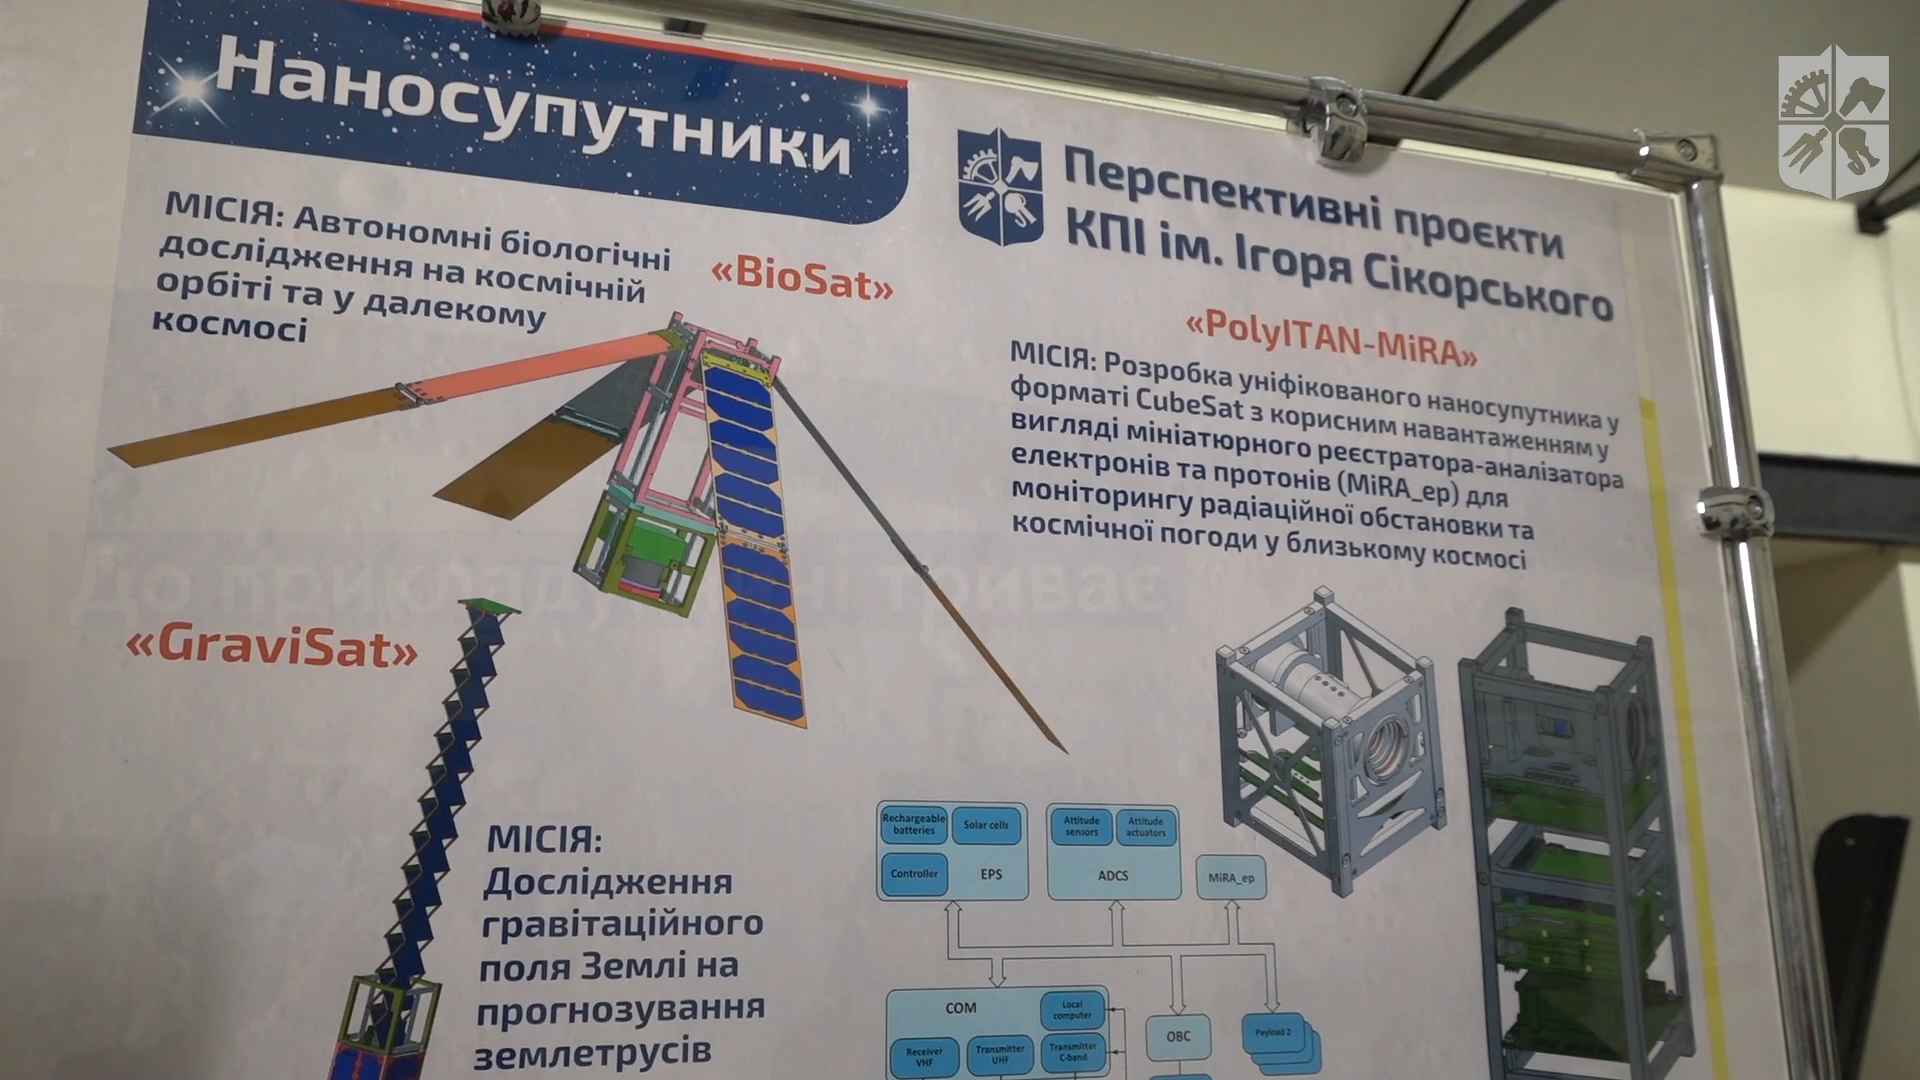 Наносупутники
МІСІЯ: Автономні біологічні
дослідження на космічній
орбіті та у далекому
космосі
«BioSat»
«GraviSat»
МІСІЯ:
Дослідження
гравітаційного
поля Землі на
прогнозування
землетрусів
Перспективні проєкти
КПІ ім. Ігоря Сікорського
«PolyITAN-MiRA»
МІСІЯ: Розробка уніфікованого наносупутника у
форматі CubeSat з корисним навантаженням у
вигляді мініатюрного реєстратора-аналізатора
електронів та протонів (MiRA_ep) для
моніторингу радіаційної обстановки та
космічної погоди у близькому космосі
Rechargeable
batteries
Solar cells
Controller
EPS
Attitude
sensors
Attitude
actuators
ADCS
MiRA_ep
COM
Local
computer
Receiver
VHF
Transmitter
UHF
Transmitter
C-band
OBC
Payload 2
До прикладу
триває